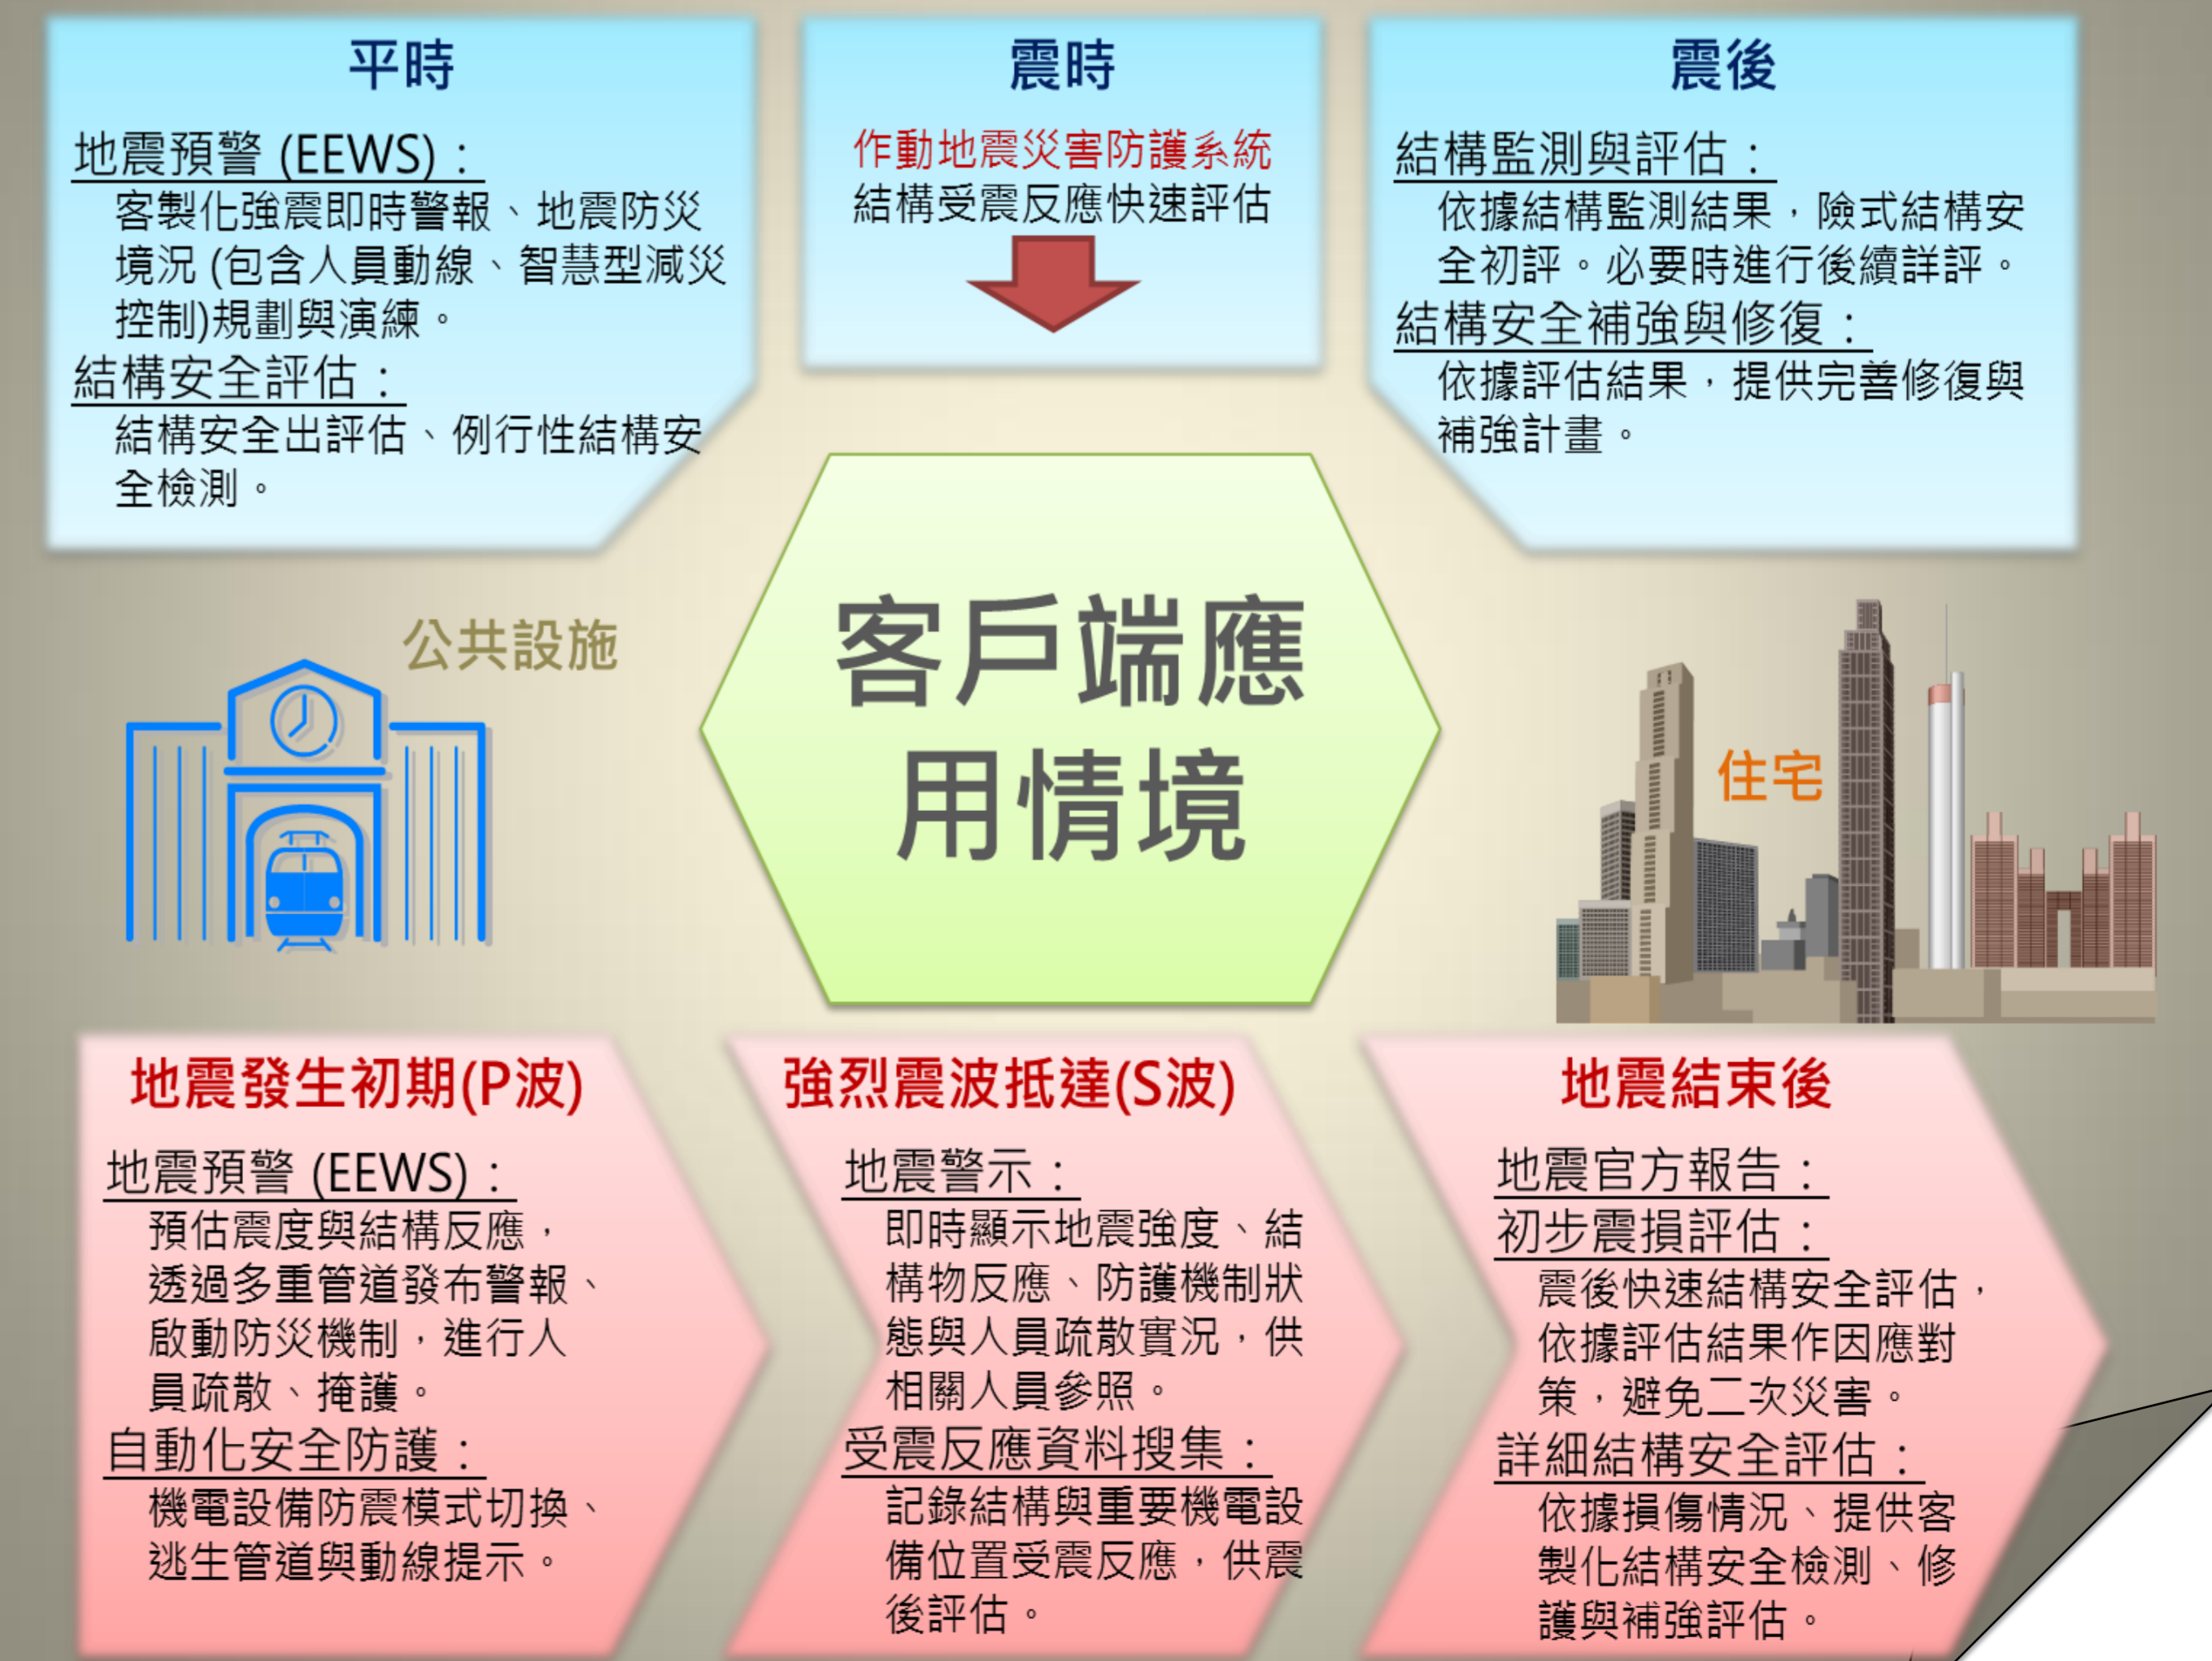 平時
地震預警 (EEWS)：
客製化強震即時警報、地震防災
境況 (包含人員動線、智慧型減災
控制)規劃與演練。
結構安全評估：
結構安全出評估、例行性結構安
全檢測。
震時
作動地震災害防護系統
結構受震反應快速評估
震後
結構監測與評估：
依據結構監測結果，險式結構安
全初評。必要時進行後續詳評。
結構安全補強與修復：
依據評估結果，提供完善修復與
補強計畫。
公共設施
客戶端應
用情境
住宅
地震發生初期(P波)
地震預警 (EEWS)：
預估震度與結構反應，
透過多重管道發布警報、
啟動防災機制，進行人
員疏散、掩護。
自動化安全防護：
機電設備防震模式切換、
逃生管道與動線提示。
強烈震波抵達(S波)
地震警示：
即時顯示地震強度、結
構物反應、防護機制狀
態與人員疏散實況，供
相關人員參照。
受震反應資料搜集：
記錄結構與重要機電設
備位置受震反應，供震
後評估。
地震結束後
地震官方報告：
初步震損評估：
震後快速結構安全評估，
依據評估結果作因應對
策，避免二次災害。
詳細結構安全評估：
依據損傷情況、提供客
製化結構安全檢測、修
護與補強評估。